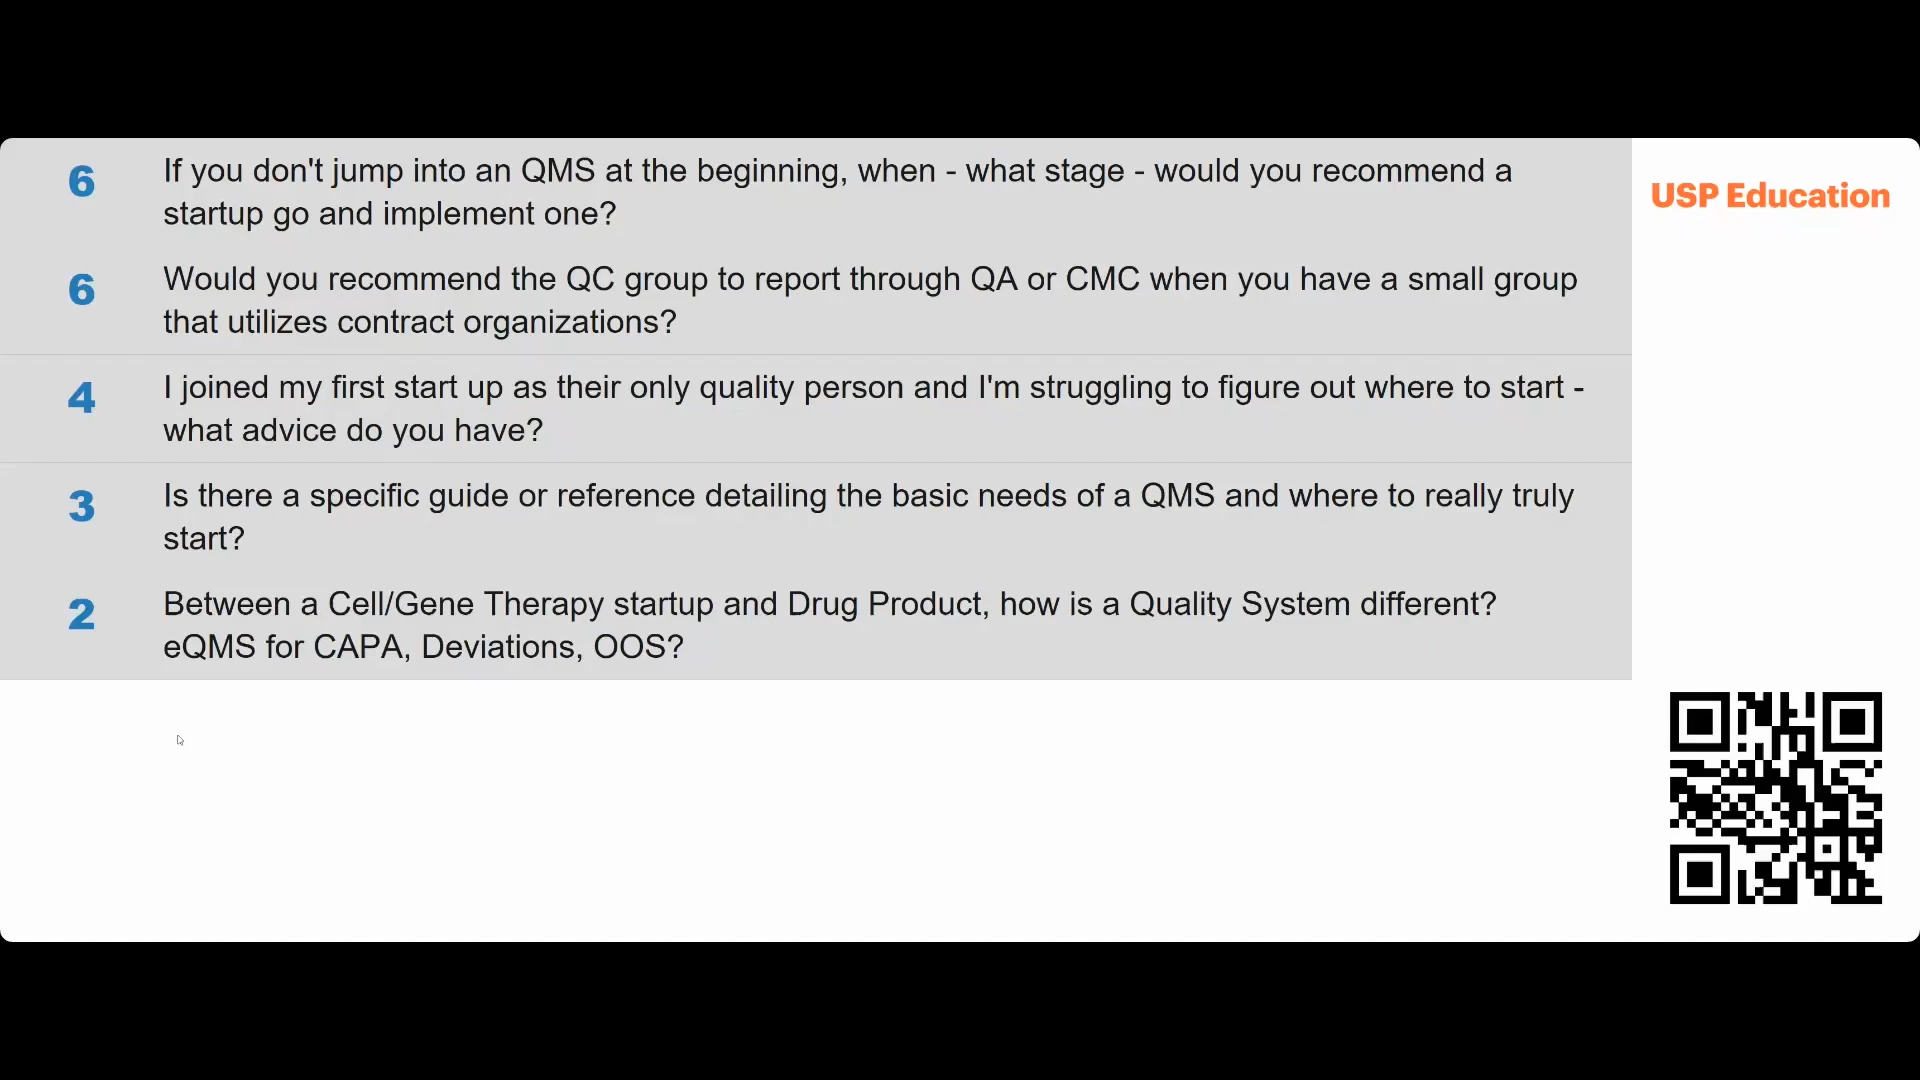 6
If you don't jump into an QMS at the beginning, when - what stage - would you recommend a
startup go and implement one?
USP Education
6
Would you recommend the QC group to report through QA or CMC when you have a small group
that utilizes contract organizations?
4
I joined my first start up as their only quality person and I'm struggling to figure out where to start -
what advice do you have?
3
Is there a specific guide or reference detailing the basic needs of a QMS and where to really truly
start?
2
Between a Cell/Gene Therapy startup and Drug Product, how is a Quality System different?
eQMS for CAPA, Deviations, OOS?